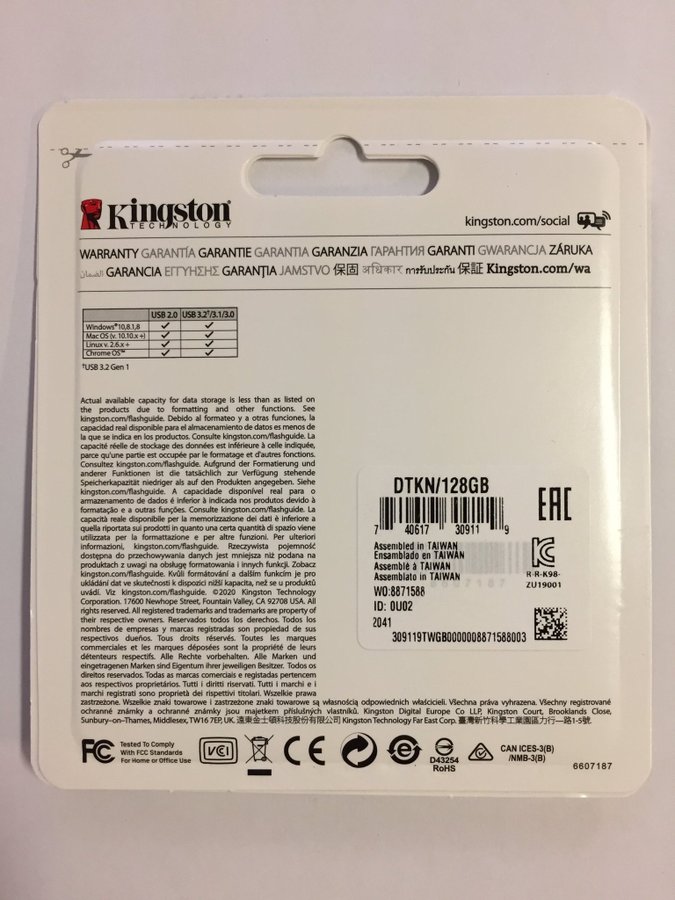 Kingston
TECHNOLOGY
kingston.com/social
WARRANTY GARANTÍA GARANTIE GARANTIA GARANZIA ГАРАНТИЯ GARANTI GWARANCJA ZÁRUKA
الضمان GARANCIA ΕΓΓΥΗΣΗΣ GARANŢIA JAMSTVO 保固 अधिकार การรับประกัน 保証 Kingston.com/wa
USB 2.0 USB 3.2†/3.1/3.0
Windows® 10,8.1,8 ✓ ✓
Mac OS (v. 10.10.x +) ✓ ✓
Linux v. 2.6.x + ✓ ✓
Chrome OS™ ✓ ✓
†USB 3.2 Gen 1
Actual available capacity for data storage is less than as listed on
the products due to formatting and other functions. See
kingston.com/flashguide. Debido al formateo y a otras funciones, la
capacidad real disponible para el almacenamiento de datos es menos de
la que se indica en los productos. Consulte kingston.com/flashguide. La
capacité réelle de stockage des données est inférieure à celle indiquée,
parce qu'une partie est occupée par le formatage et d'autres fonctions.
Consultez kingston.com/flashguide. Aufgrund der Formatierung und
anderer Funktionen ist die tatsächlich zur Verfügung stehende
Speicherkapazität niedriger als auf den Produkten angegeben. Siehe
kingston.com/flashguide. A capacidade disponível real para o
armazenamento de dados é inferior à indicada nos produtos devido à
formatação e a outras funções. Consulte kingston.com/flashguide. La
capacità reale disponibile per la memorizzazione dei dati è inferiore a
quella riportata sui prodotti in quanto una certa quantità di spazio viene
utilizzata per la formattazione e per altre funzioni. Per ulteriori
informazioni, kingston.com/flashguide. Rzeczywista pojemność
dostępna do przechowywania danych jest mniejsza niż podana na
produktach z uwagi na obsługę formatowania i innych funkcji. Zobacz
kingston.com/flashguide. Kvůli formátování a dalším funkcím je pro
ukládání dat ve skutečnosti k dispozici nižší kapacita, než se u produktů
uvádí. Viz kingston.com/flashguide. ©2020 Kingston Technology
Corporation. 17600 Newhope Street, Fountain Valley, CA 92708 USA. All
rights reserved. All registered trademarks and trademarks are property of
their respective owners. Reservados todos los derechos. Todos los
nombres de empresas y marcas registradas son propiedad de sus
respectivos dueños. Tous droits réservés. Toutes les marques
commerciales et les marques déposées sont la propriété de leurs
détenteurs respectifs. Alle Rechte vorbehalten. Alle Marken und
eingetragenen Marken sind Eigentum ihrer jeweiligen Besitzer. Todos os
direitos reservados. Todas as marcas comerciais e registadas pertencem
aos respectivos proprietários. Tutti i diritti riservati. Tutti i marchi e i
marchi registrati sono proprietà dei rispettivi titolari. Wszystkie prawa
zastrzeżone. Wszelkie znaki towarowe i zastrzeżone znaki towarowe są własnością odpowiednich właścicieli. Všechna práva vyhrazena. Všechny registrované
ochranné známky a ochranné známky jsou majetkem příslušných vlastníků. Kingston Digital Europe Co LLP, Kingston Court, Brooklands Close,
Sunbury-on-Thames, Middlesex, TW16 7EP, UK. 遠東金士頓科技股份有限公司 Kingston Technology Far East Corp. 臺灣新竹科學工業園區力行一路1-5號.
DTKN/128GB
7 40617 30911 9
Assembled in TAIWAN
Ensamblado en TAIWAN
Assemblé à TAIWAN
Assemblato in TAIWAN
WO:8871588
ID: 0U02
2041
309119TWGB0000008871588003
EAC
R-R-K98-
ZU19001
FC Tested To Comply
With FCC Standards
For Home or Office Use
VCI
CE
D43254
RoHS
CAN ICES-3(B)
/NMB-3(B)
6607187